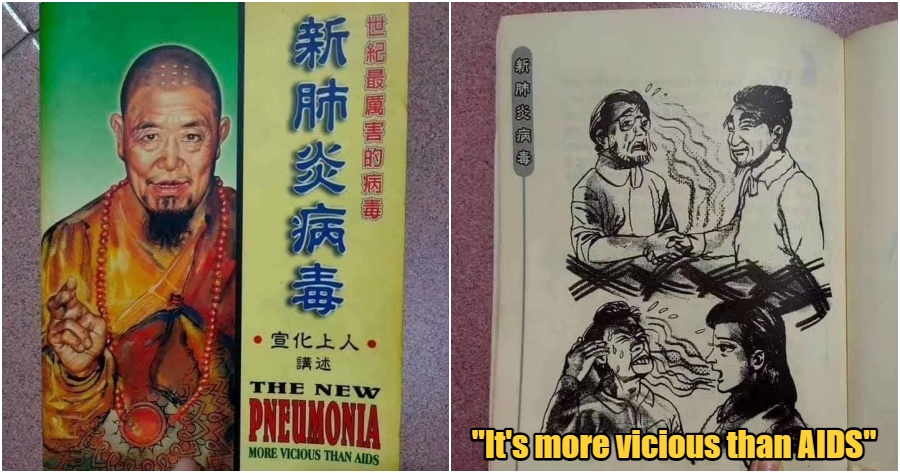 世紀最厲害的病毒
新肺炎病毒
•宣化上人•
講述
THE NEW
PNEUMONIA
MORE VICIOUS THAN AIDS
新肺炎病毒
"It's more vicious than AIDS"